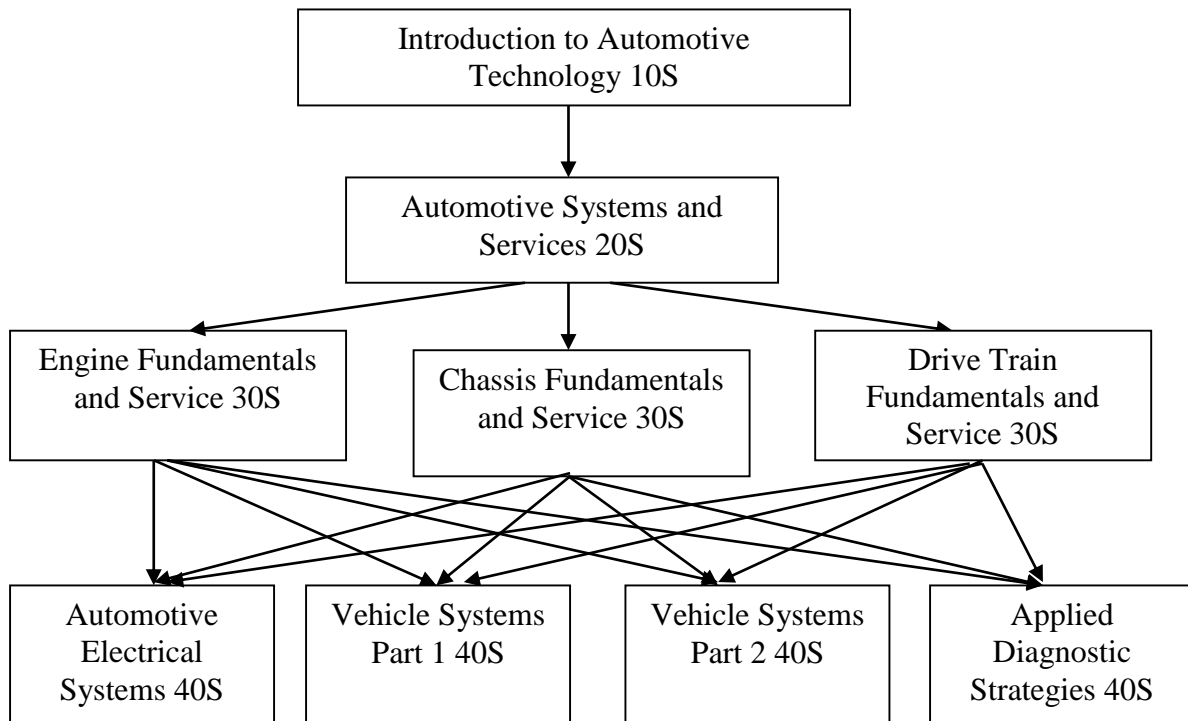 Introduction to Automotive
Technology 10S
Automotive Systems and
Services 20S
Engine Fundamentals
and Service 30S
Chassis Fundamentals
and Service 30S
Drive Train
Fundamentals and
Service 30S
Automotive
Electrical
Systems 40S
Vehicle Systems
Part 1 40S
Vehicle Systems
Part 2 40S
Applied
Diagnostic
Strategies 40S